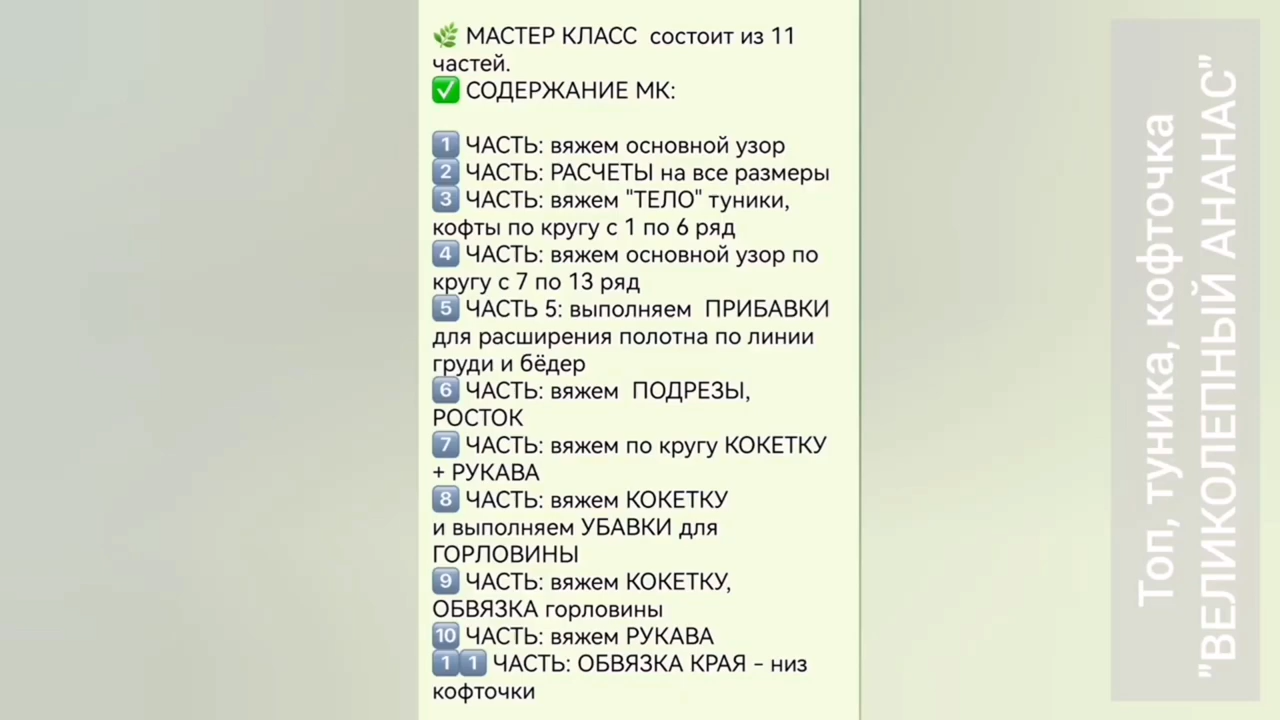 🌿 МАСТЕР КЛАСС состоит из 11
частей.
✅ СОДЕРЖАНИЕ МК:
1️⃣ ЧАСТЬ: вяжем основной узор
2️⃣ ЧАСТЬ: РАСЧЕТЫ на все размеры
3️⃣ ЧАСТЬ: вяжем "ТЕЛО" туники,
кофты по кругу с 1 по 6 ряд
4️⃣ ЧАСТЬ: вяжем основной узор по
кругу с 7 по 13 ряд
5️⃣ ЧАСТЬ 5: выполняем ПРИБАВКИ
для расширения полотна по линии
груди и бёдер
6️⃣ ЧАСТЬ: вяжем ПОДРЕЗЫ,
РОСТОК
7️⃣ ЧАСТЬ: вяжем по кругу КОКЕТКУ
+ РУКАВА
8️⃣ ЧАСТЬ: вяжем КОКЕТКУ
и выполняем УБАВКИ для
ГОРЛОВИНЫ
9️⃣ ЧАСТЬ: вяжем КОКЕТКУ,
ОБВЯЗКА горловины
🔟 ЧАСТЬ: вяжем РУКАВА
1️⃣1️⃣ ЧАСТЬ: ОБВЯЗКА КРАЯ - низ
кофточки
Топ, туника, кофточка
"ВЕЛИКОЛЕПНЫЙ АНАНАС"